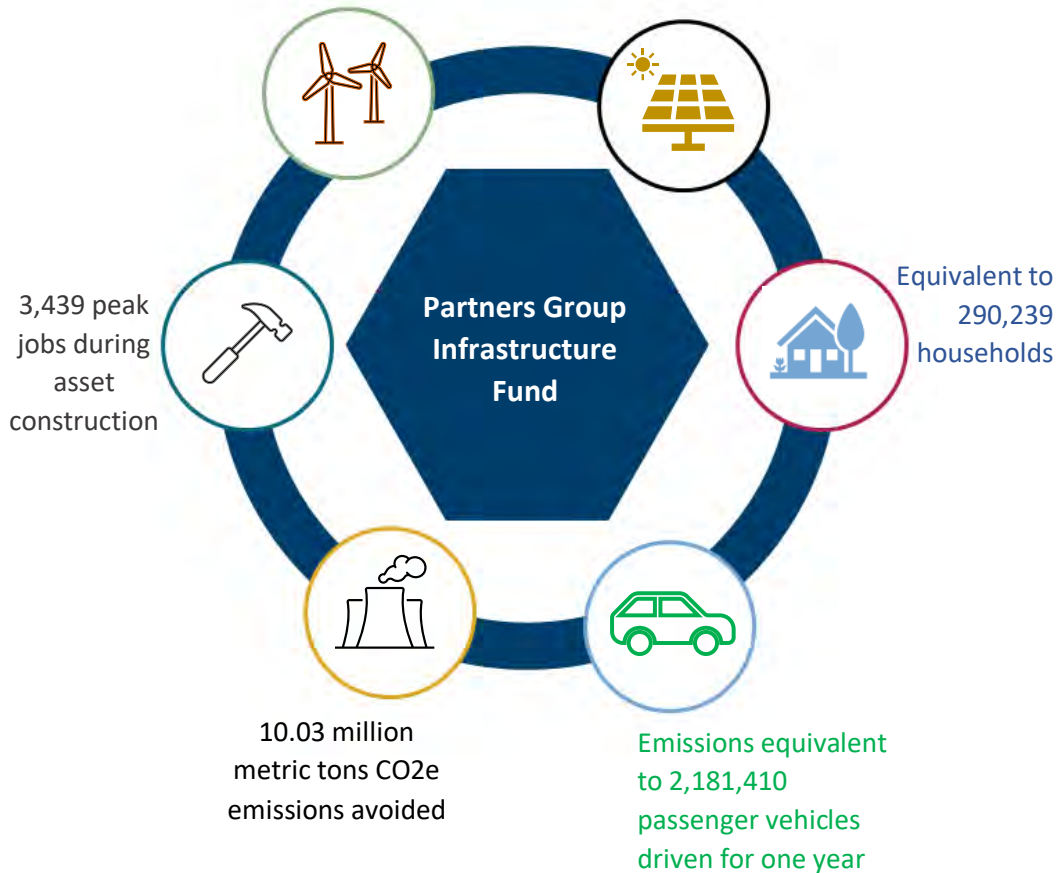 Partners Group
Infrastructure
Fund
3,439 peak
jobs during
asset
construction
Equivalent to
290,239
households
10.03 million
metric tons CO2e
emissions avoided
Emissions equivalent
to 2,181,410
passenger vehicles
driven for one year